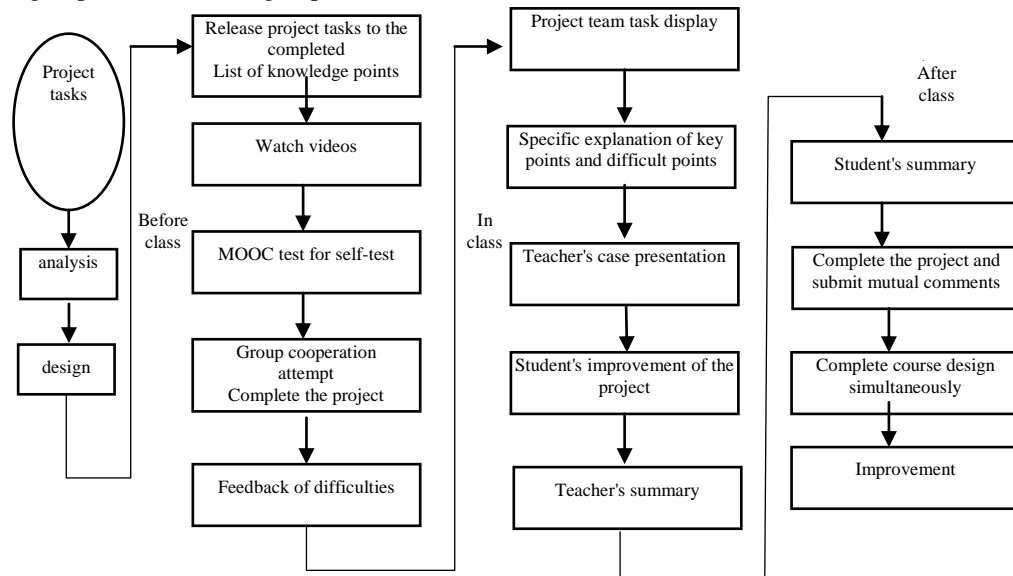 Project
tasks
analysis
design
Before
class
Release project tasks to the
completed
List of knowledge points
Watch videos
MOOC test for self-test
Group cooperation
attempt
Complete the project
Feedback of difficulties
In
class
Project team task display
Specific explanation of key
points and difficult points
Teacher's case presentation
Student's improvement of the
project
Teacher's summary
After
class
Student's summary
Complete the project and
submit mutual comments
Complete course design
simultaneously
Improvement